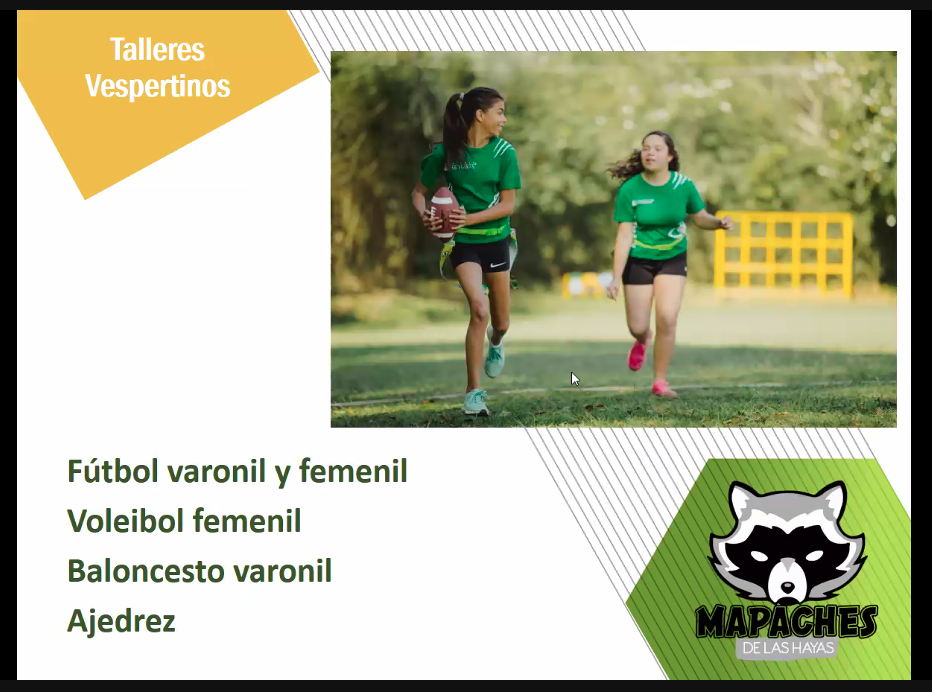 Talleres
Vespertinos
Fútbol varonil y femenil
Voleibol femenil
Baloncesto varonil
Ajedrez
MAPACHES
DE LAS HAYAS